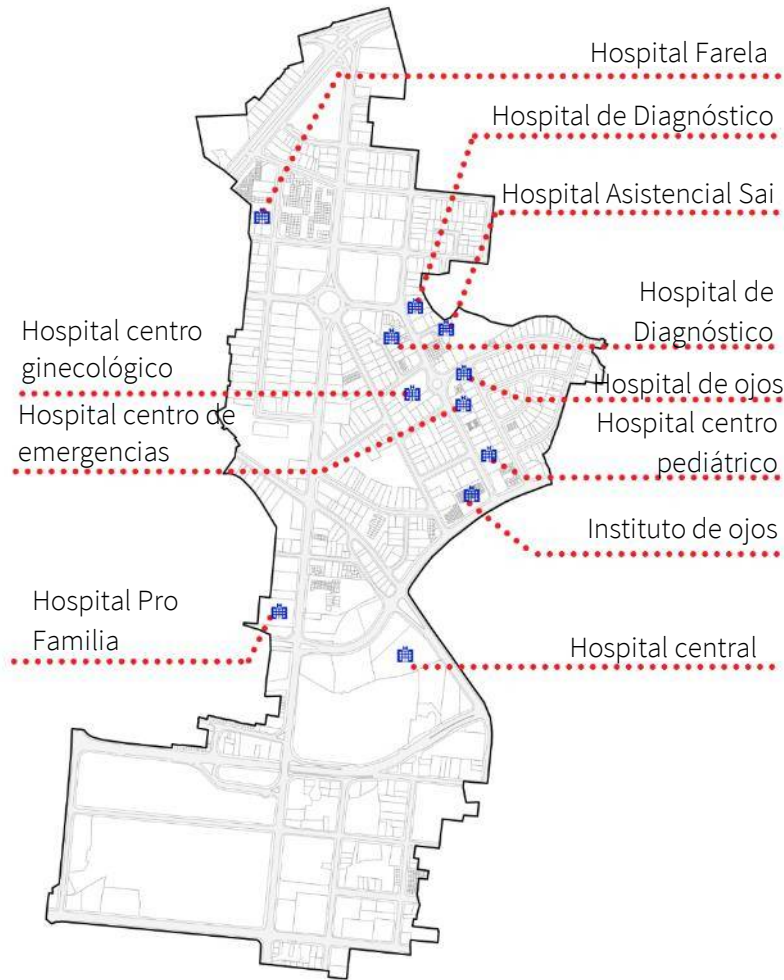 Hospital Farela
Hospital de Diagnóstico
Hospital Asistencial Sai
Hospital de
Diagnóstico
Hospital centro
ginecológico
Hospital de ojos
Hospital centro de
emergencias
Hospital centro
pediátrico
Instituto de ojos
Hospital Pro
Familia
Hospital central